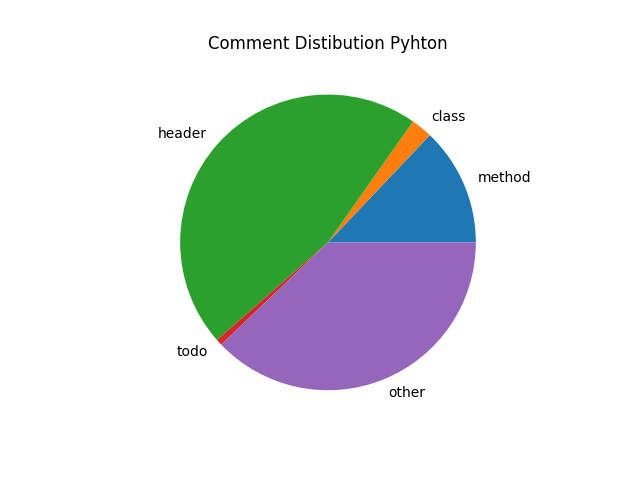 Comment Distibution Pyhton
class
header
method
todo
other